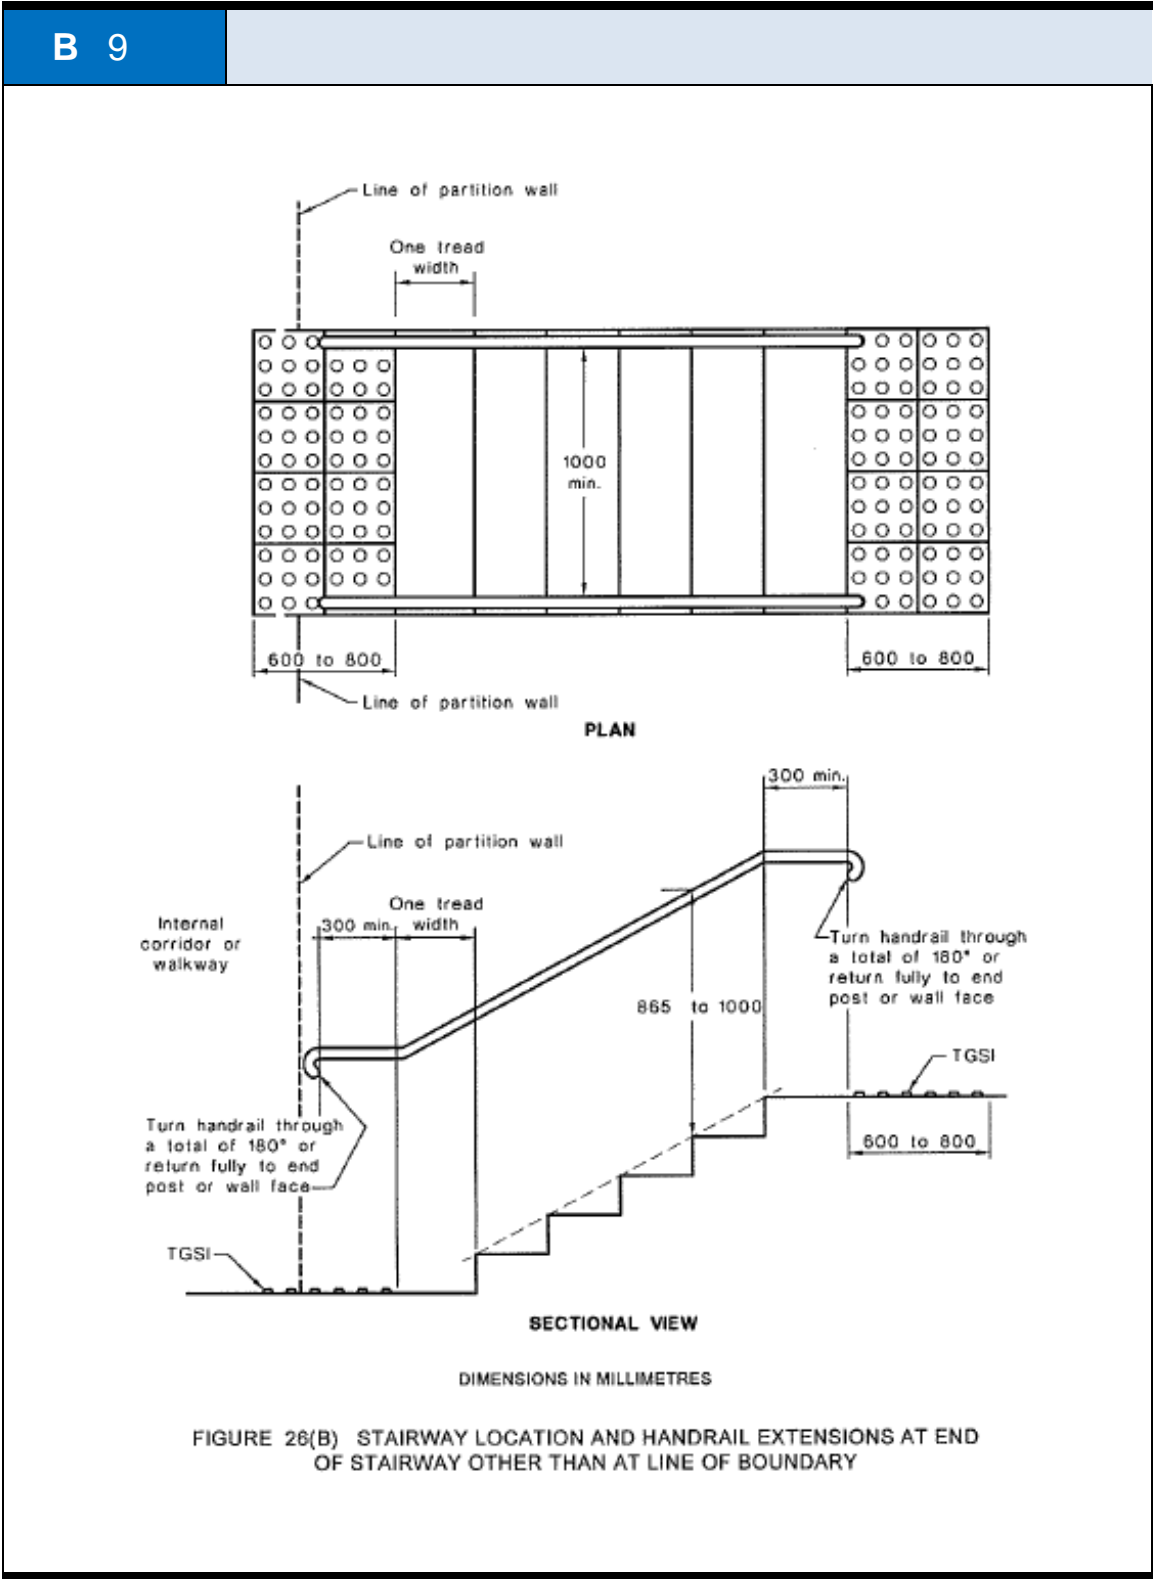 B 9
Line of partition wall
One tread
width
1000
min.
600 to 800
600 to 800
Line of partition wall
PLAN
300 min.
Line of partition wall
One tread
width
300 min.
Internal
corridor or
walkway
Turn handrail through
a total of 180° or
return fully to end
post or wall face
865 to 1000
TGSI
600 to 800
Turn handrail through
a total of 180° or
return fully to end
post or wall face
TGSI
SECTIONAL VIEW
DIMENSIONS IN MILLIMETRES
FIGURE 26(B) STAIRWAY LOCATION AND HANDRAIL EXTENSIONS AT END
OF STAIRWAY OTHER THAN AT LINE OF BOUNDARY